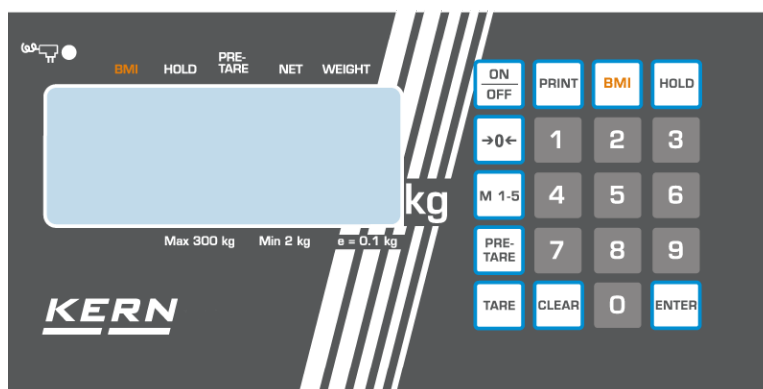 BMI HOLD PRE-TARE NET WEIGHT
kg
Max 300 kg Min 2 kg e = 0.1 kg
KERN
ON OFF PRINT BMI HOLD
→0← 1 2 3
M 1-5 4 5 6
PRE-TARE 7 8 9
TARE CLEAR 0 ENTER